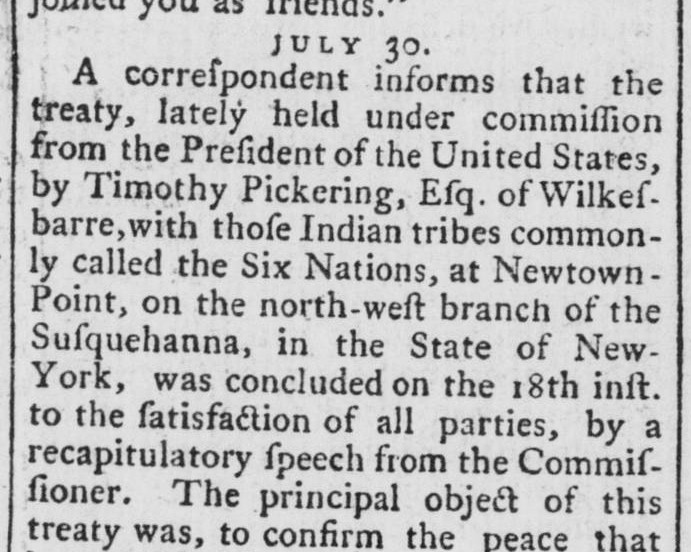 joined you as friends."
JULY 30.
A correſpondent informs that the
treaty, lately held under commiſſion
from the Preſident of the United States,
by Timothy Pickering, Eſq. of Wilkeſ-
barre,with thoſe Indian tribes common-
ly called the Six Nations, at Newtown-
Point, on the north-weſt branch of the
Suſquehanna, in the State of New-
York, was concluded on the 18th inſt.
to the ſatisfaction of all parties, by a
recapitulatory ſpeech from the Commiſ-
ſioner. The principal object of this
treaty was, to confirm the peace that